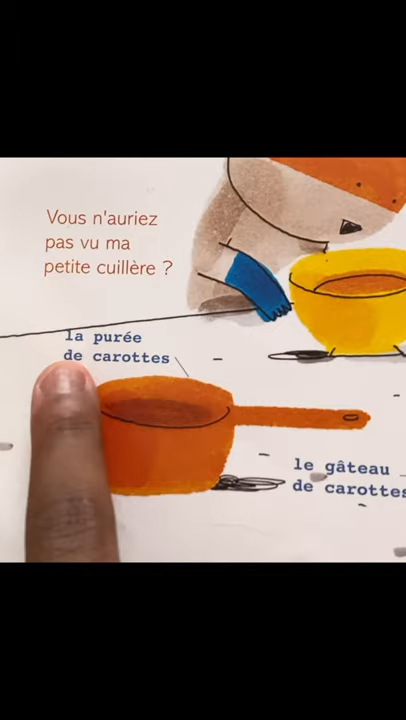 Vous n'auriez
pas vu ma
petite cuillère ?
la purée
de carottes
le gâteau
de carottes